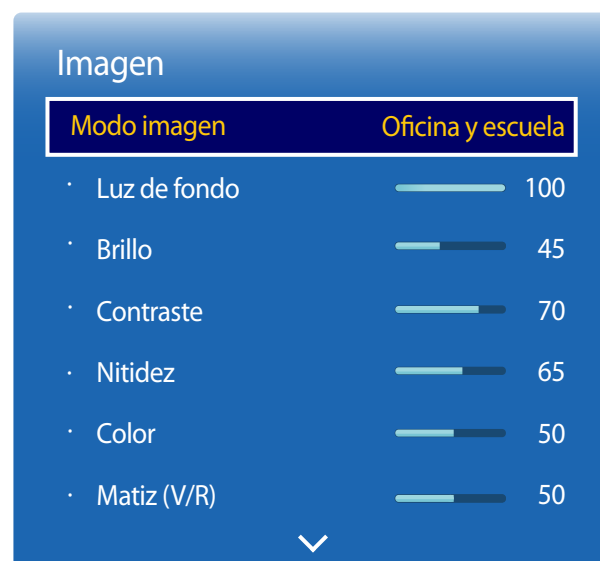 Imagen
Modo imagen Oficina y escuela
· Luz de fondo 100
· Brillo 45
· Contraste 70
· Nitidez 65
· Color 50
· Matiz (V/R) 50